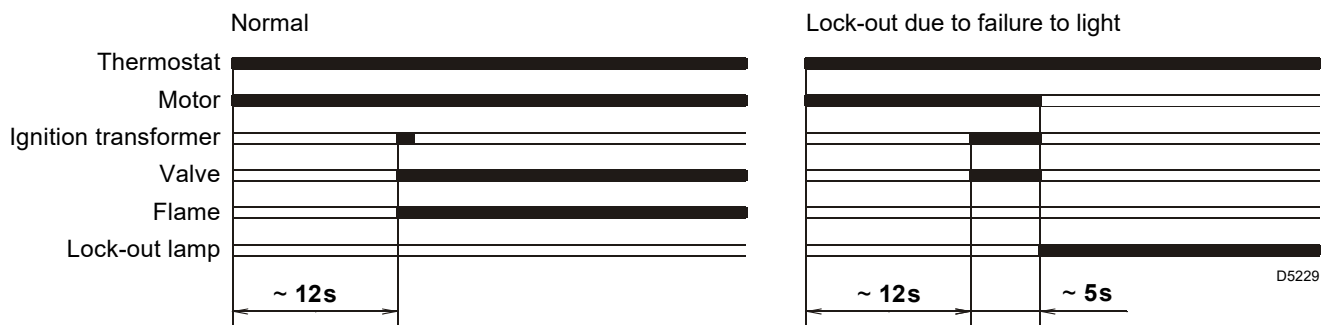 Normal
Lock-out due to failure to light
Thermostat
Motor
Ignition transformer
Valve
Flame
Lock-out lamp
D5229
~ 12s
~ 12s
~ 5s